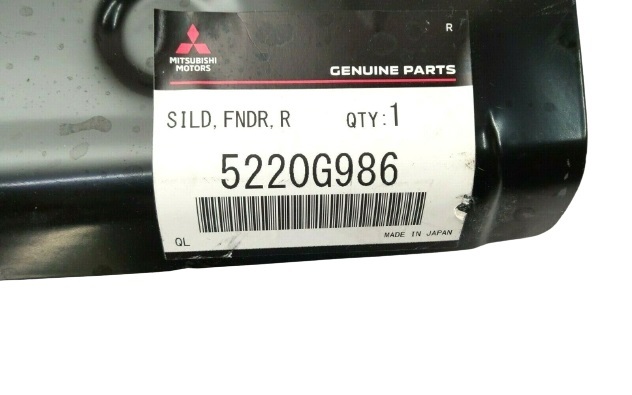 R
MITSUBISHI
MOTORS
GENUINE PARTS
SILD,FNDR,R QTY:1
5220G986
QL MADE IN JAPAN